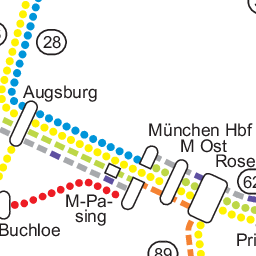 28
Augsburg
München Hbf
M Ost
Rose
62
M-Pa-
sing
Buchloe
Pri
89